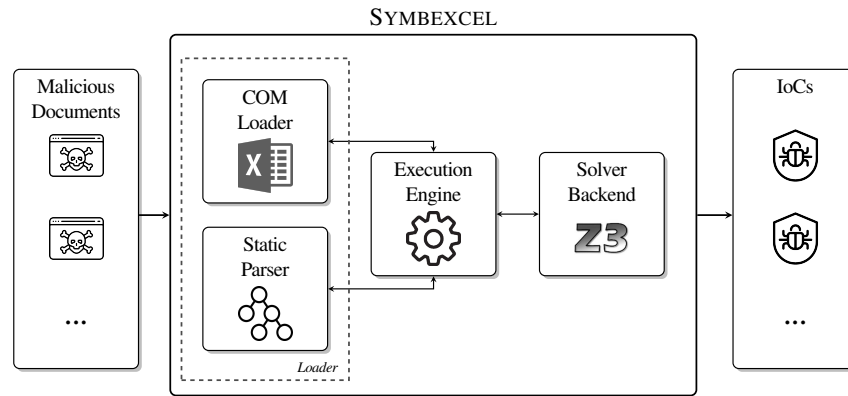 SYMBEXCEL
Malicious
Documents
...
COM
Loader
X
Static
Parser
Loader
Execution
Engine
Solver
Backend
Z3
IoCs
...